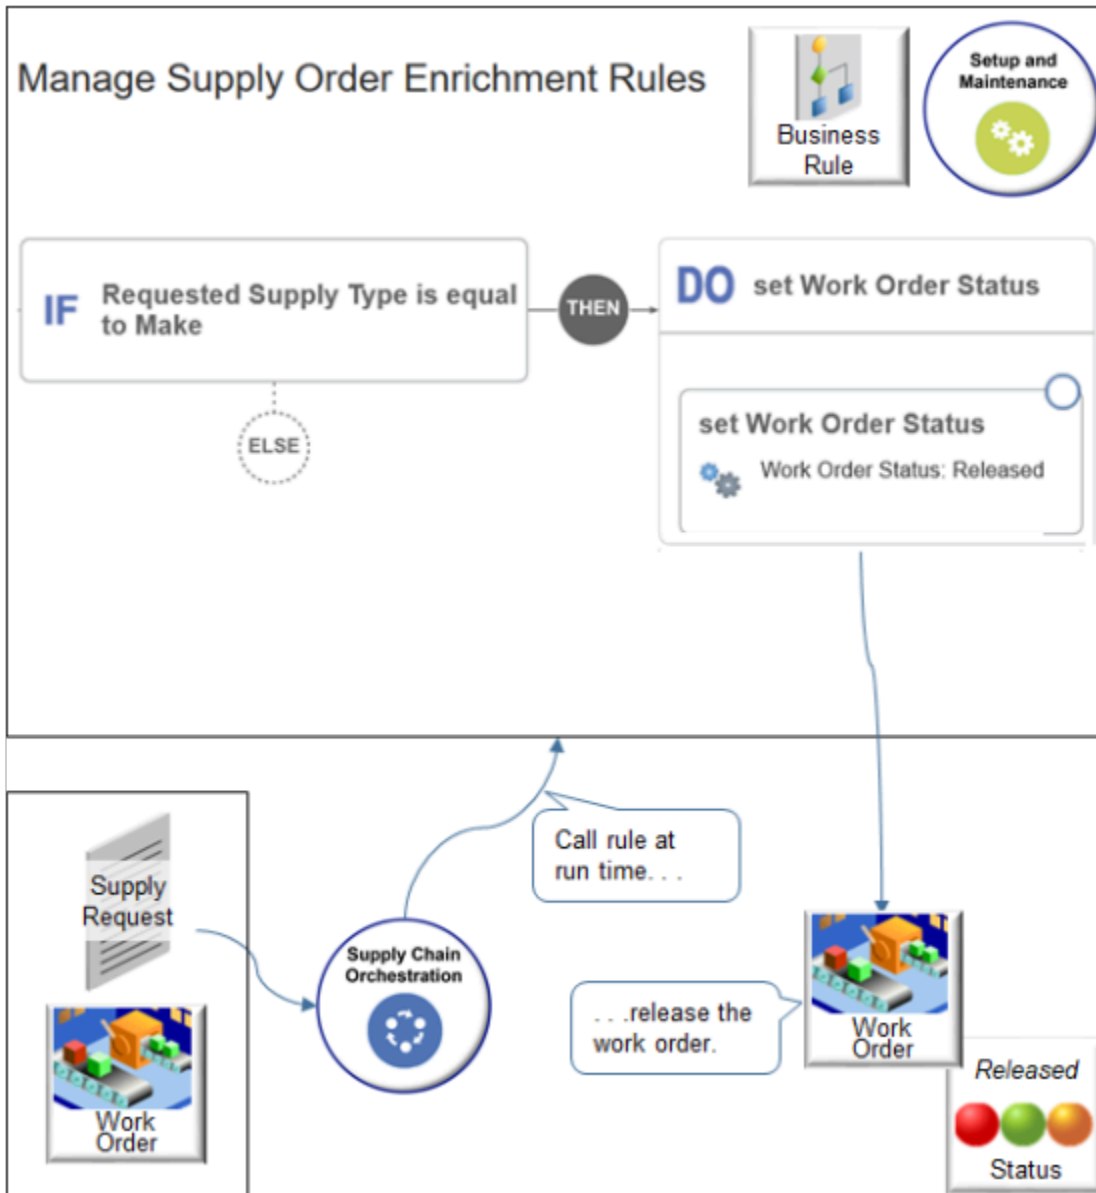 Manage Supply Order Enrichment Rules
Business
Rule
Setup and
Maintenance
IF
Requested Supply Type is equal
to Make
THEN
ELSE
DO set Work Order Status
set Work Order Status
Work Order Status: Released
Supply
Request
Work
Order
Supply Chain
Orchestration
Call rule at
run time. . .
. . .release the
work order.
Work
Order
Released
Status